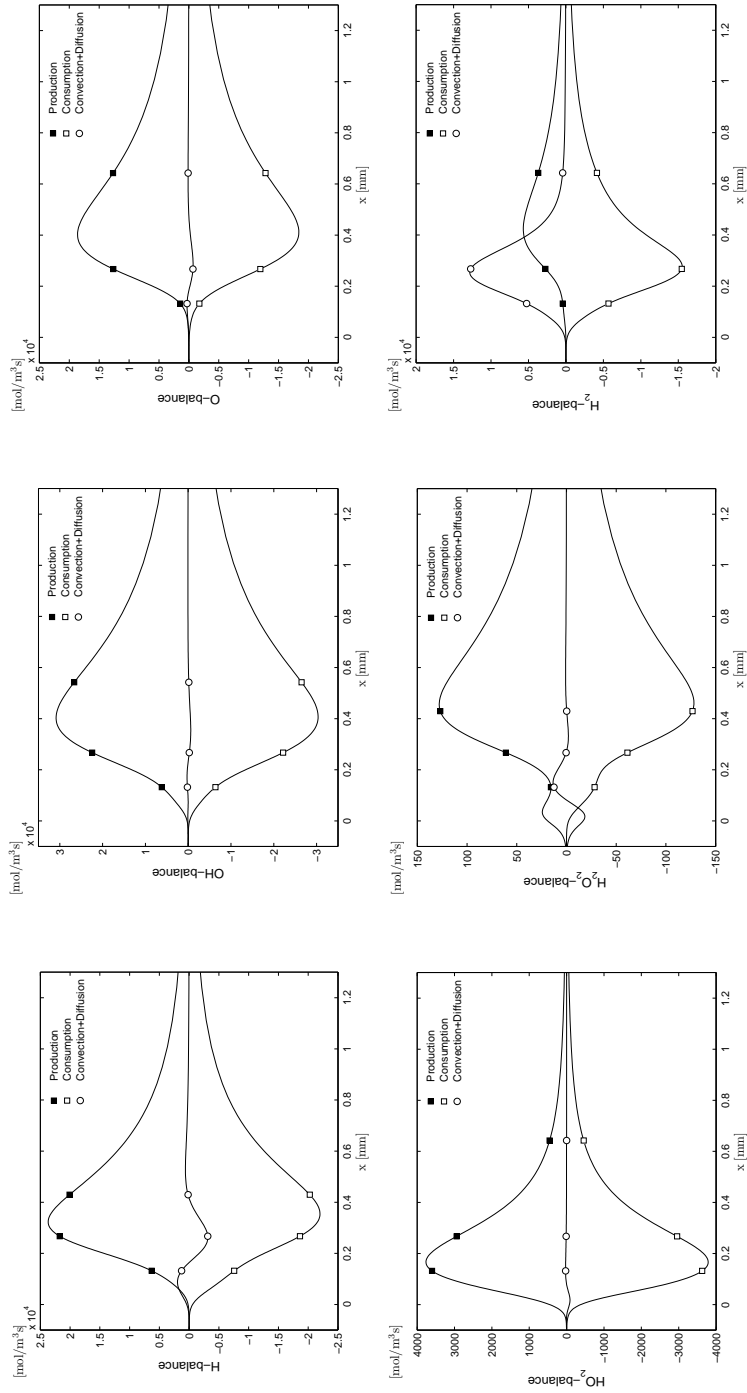 [mol/m³s]
x 10⁴
2.5
2
1.5
1
0.5
0
−0.5
−1
−1.5
−2
−2.5
H−balance
0
0.2
0.4
0.6
0.8
1
1.2
x [mm]
Production
Consumption
Convection+Diffusion
[mol/m³s]
x 10⁴
3
2
1
0
−1
−2
−3
OH−balance
0
0.2
0.4
0.6
0.8
1
1.2
x [mm]
Production
Consumption
Convection+Diffusion
[mol/m³s]
x 10⁴
2.5
2
1.5
1
0.5
0
−0.5
−1
−1.5
−2
−2.5
O−balance
0
0.2
0.4
0.6
0.8
1
1.2
x [mm]
Production
Consumption
Convection+Diffusion
[mol/m³s]
4000
3000
2000
1000
0
−1000
−2000
−3000
−4000
HO₂−balance
0
0.2
0.4
0.6
0.8
1
1.2
x [mm]
Production
Consumption
Convection+Diffusion
[mol/m³s]
150
100
50
0
−50
−100
−150
H₂O₂−balance
0
0.2
0.4
0.6
0.8
1
1.2
x [mm]
Production
Consumption
Convection+Diffusion
[mol/m³s]
x 10⁴
2
1.5
1
0.5
0
−0.5
−1
−1.5
−2
H₂−balance
0
0.2
0.4
0.6
0.8
1
1.2
x [mm]
Production
Consumption
Convection+Diffusion